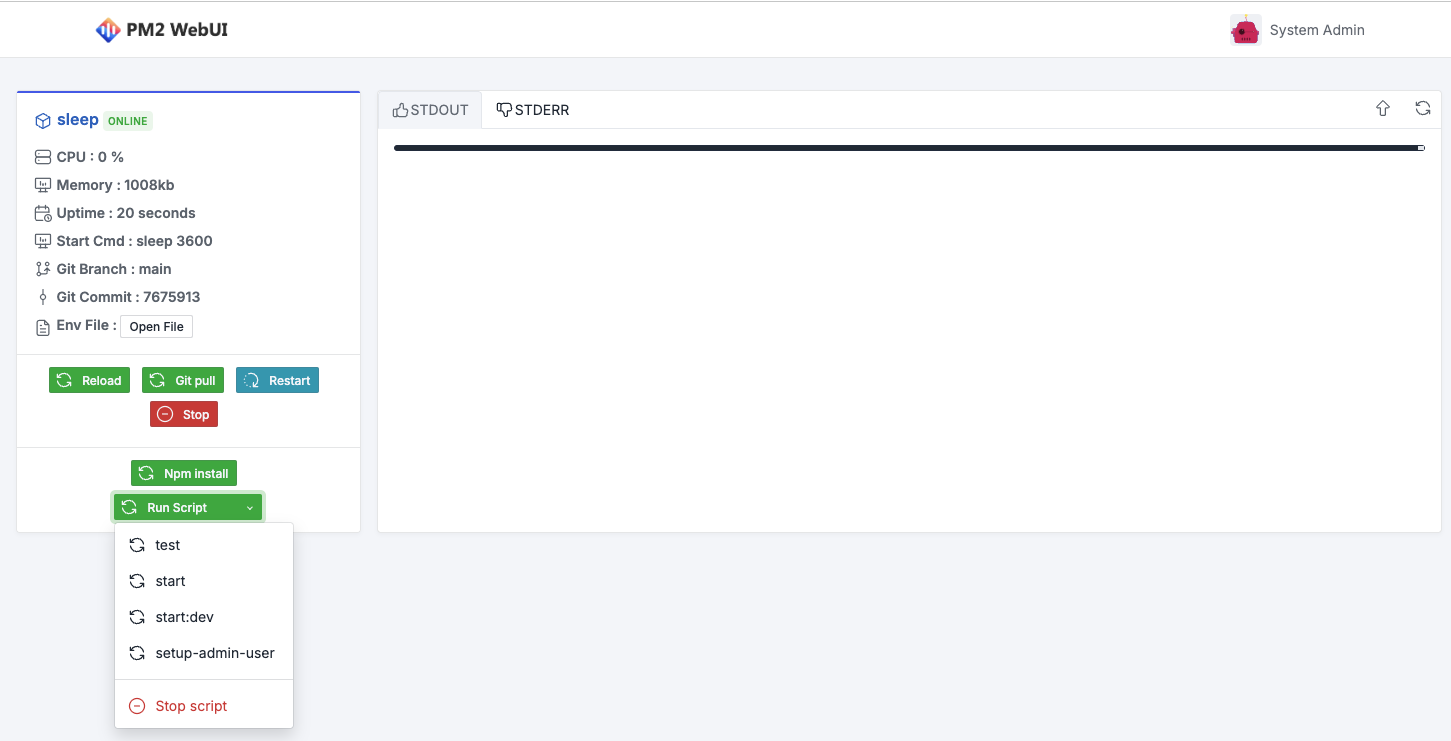 PM2 WebUI
System Admin
sleep ONLINE
CPU : 0 %
Memory : 1008kb
Uptime : 20 seconds
Start Cmd : sleep 3600
Git Branch : main
Git Commit : 7675913
Env File : Open File
Reload Git pull Restart
Stop
Npm install
Run Script
test
start
start:dev
setup-admin-user
Stop script
STDOUT STDERR